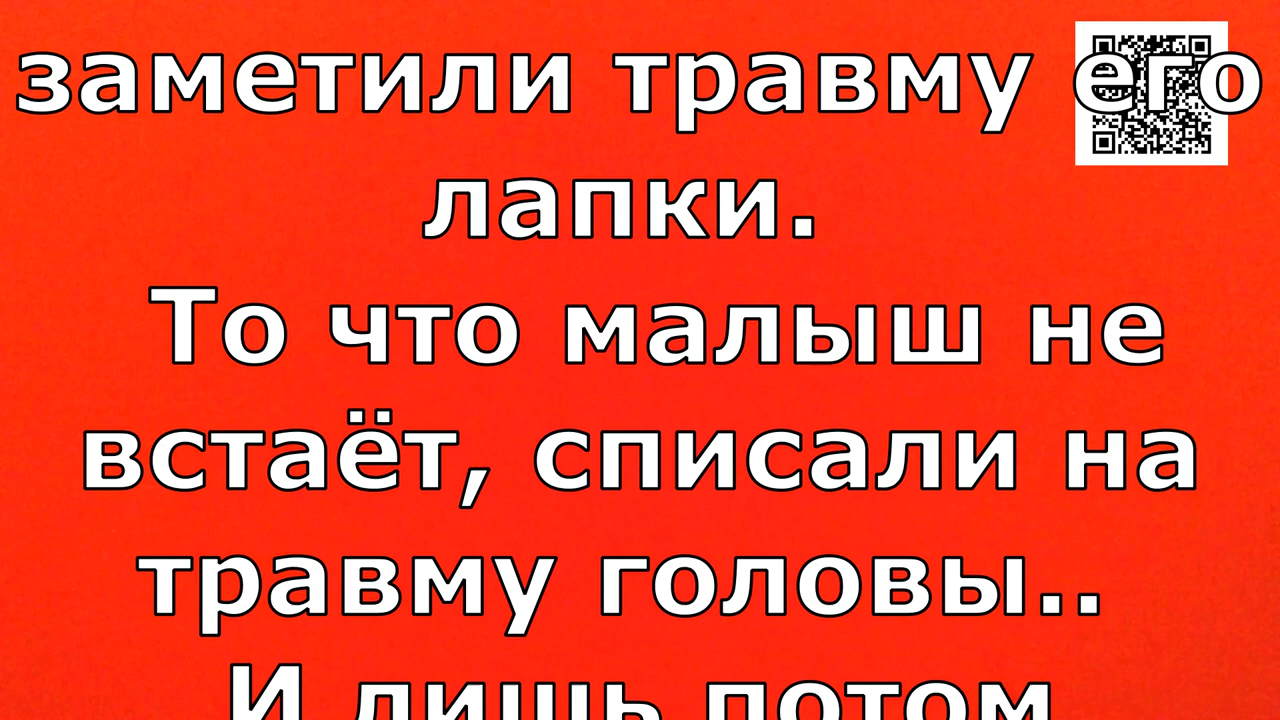 заметили травму его
лапки.
То что малыш не
встаёт, списали на
травму головы..
И лишь потом